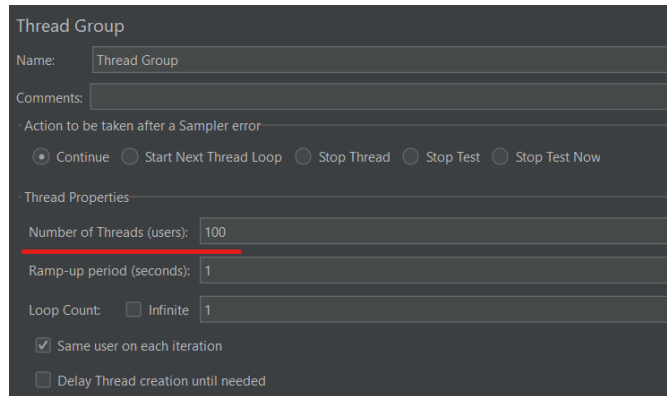 Thread Group
Name: Thread Group
Comments:
Action to be taken after a Sampler error
Continue Start Next Thread Loop Stop Thread Stop Test Stop Test Now
Thread Properties
Number of Threads (users): 100
Ramp-up period (seconds): 1
Loop Count: Infinite 1
Same user on each iteration
Delay Thread creation until needed